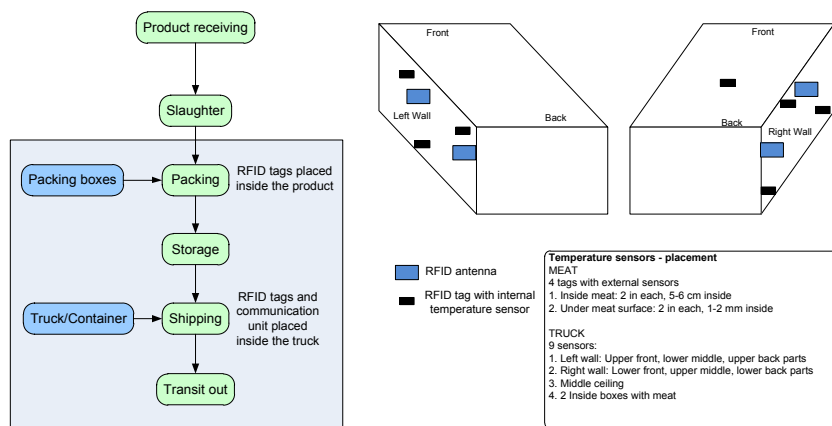 Product receiving
Slaughter
Packing boxes
Packing
RFID tags placed
inside the product
Storage
Truck/Container
Shipping
RFID tags and
communication
unit placed
inside the truck
Transit out
Front
Left Wall
Back
Front
Back
Right Wall
RFID antenna
RFID tag with internal
temperature sensor
Temperature sensors - placement
MEAT
4 tags with external sensors
1. Inside meat: 2 in each, 5-6 cm inside
2. Under meat surface: 2 in each, 1-2 mm inside
TRUCK
9 sensors:
1. Left wall: Upper front, lower middle, upper back parts
2. Right wall: Lower front, upper middle, lower back parts
3. Middle ceiling
4. 2 Inside boxes with meat